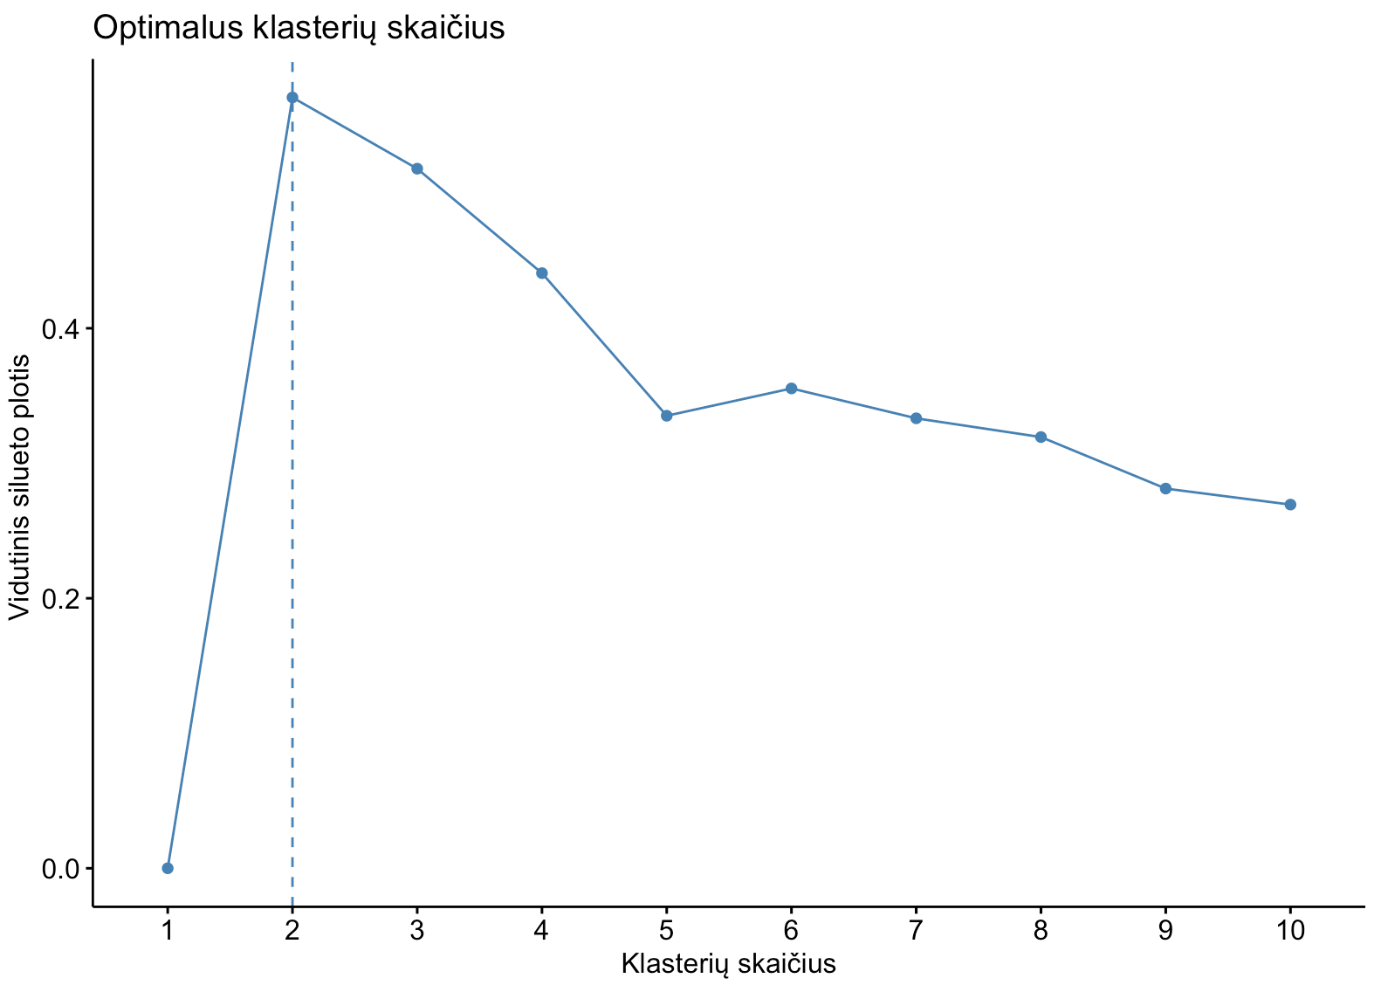 Optimalus klasterių skaičius
Vidutinis silueto plotis
0.4
0.2
0.0
1 2 3 4 5 6 7 8 9 10
Klasterių skaičius